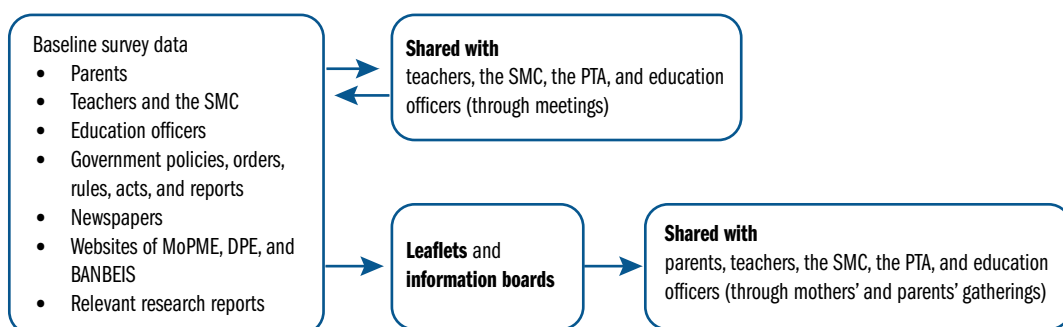 Baseline survey data
• Parents
• Teachers and the SMC
• Education officers
• Government policies, orders,
rules, acts, and reports
• Newspapers
• Websites of MoPME, DPE, and
BANBEIS
• Relevant research reports
Shared with
teachers, the SMC, the PTA, and education
officers (through meetings)
Leaflets and
information boards
Shared with
parents, teachers, the SMC, the PTA, and education
officers (through mothers’ and parents’ gatherings)